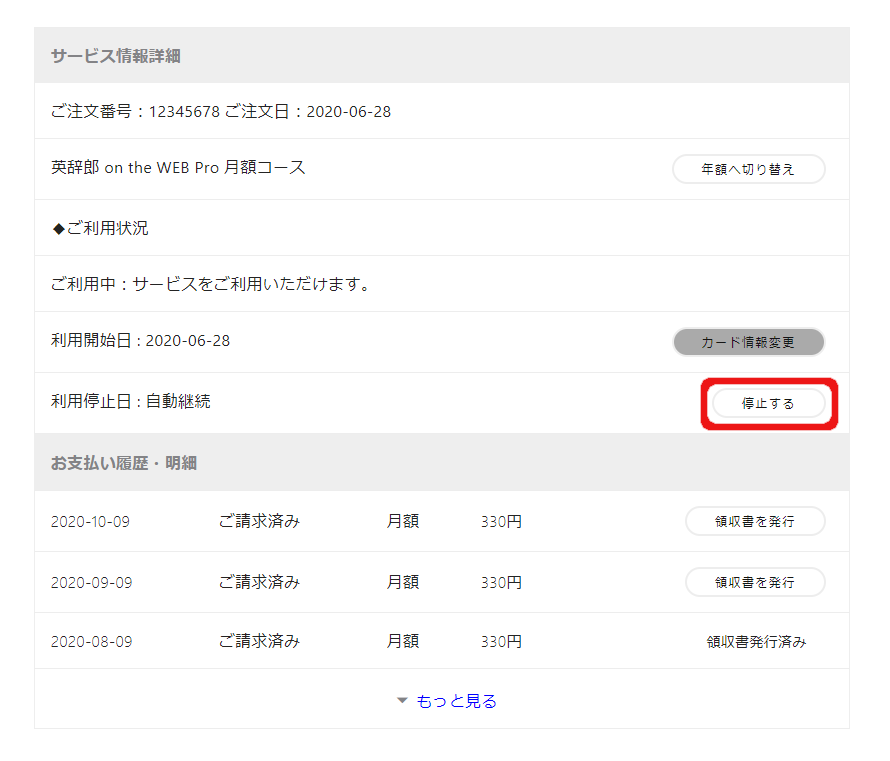 サービス情報詳細
ご注文番号：12345678 ご注文日：2020-06-28
英辞郎 on the WEB Pro 月額コース 年額へ切り替え
◆ご利用状況
ご利用中：サービスをご利用いただけます。
利用開始日 : 2020-06-28 カード情報変更
利用停止日 : 自動継続 停止する
お支払い履歴・明細
2020-10-09 ご請求済み 月額 330円 領収書を発行
2020-09-09 ご請求済み 月額 330円 領収書を発行
2020-08-09 ご請求済み 月額 330円 領収書発行済み
もっと見る